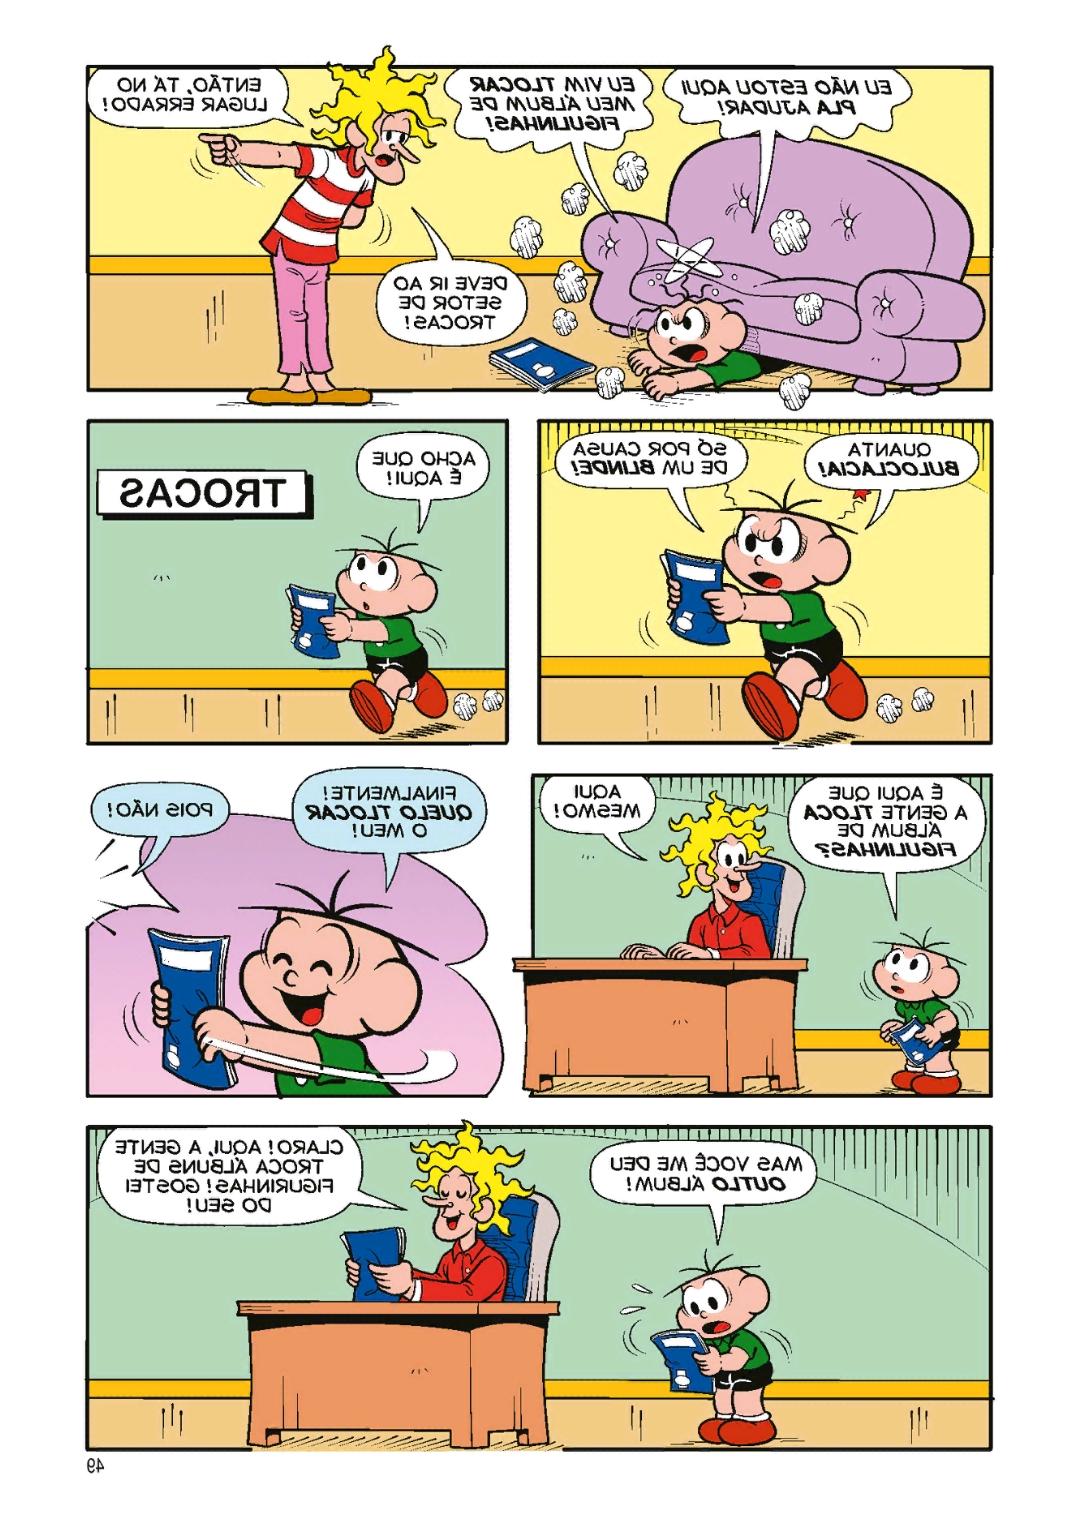 EU NÃO ESTOU AQUI
PLA AJUDAR!
EU VIM TLOCAR
MEU ÁLBUM DE
FIGULINHAS!
ENTÃO, TÁ NO
LUGAR ERRADO!
DEVE IR AO
SETOR DE
TROCAS!
QUANTA
BULOCLACIA!
SÓ POR CAUSA
DE UM BLINDE!
ACHO QUE
É AQUI!
TROCAS
É AQUI QUE
A GENTE TLOCA
ÁLBUM DE
FIGULINHAS?
AQUI
MESMO!
FINALMENTE!
QUELO TLOCAR
O MEU!
POIS NÃO!
MAS VOCÊ ME DEU
OUTLO ÁLBUM!
CLARO! AQUI, A GENTE
TROCA ÁLBUNS DE
FIGURINHAS! GOSTEI
DO SEU!
49